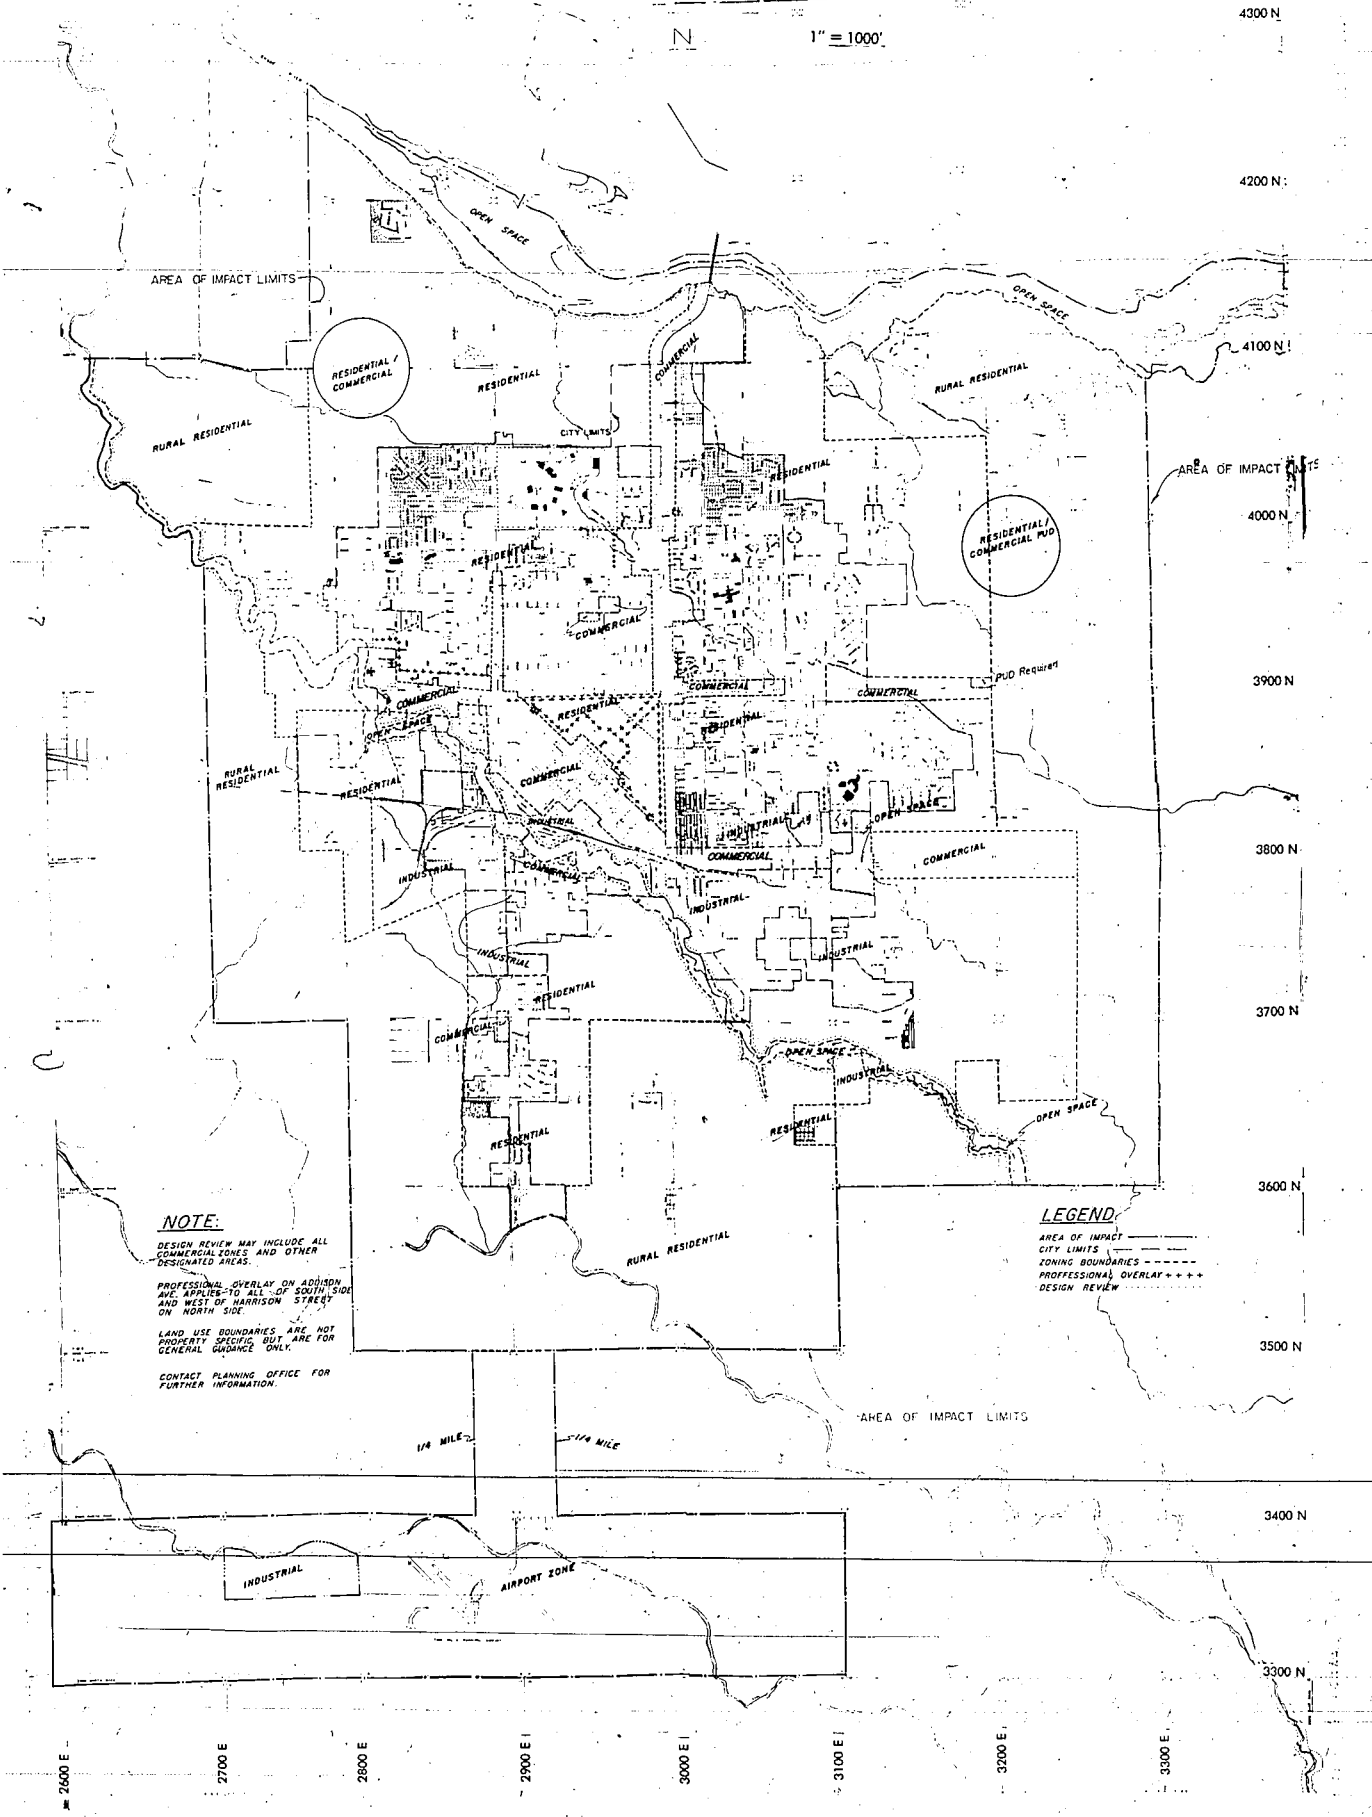 N
1" = 1000'
4300 N
4200 N
OPEN SPACE
AREA OF IMPACT LIMITS
OPEN SPACE
4100 N
COMMERCIAL
RESIDENTIAL /
COMMERCIAL
RESIDENTIAL
RURAL RESIDENTIAL
RURAL RESIDENTIAL
CITY LIMITS
RESIDENTIAL
AREA OF IMPACT
4000 N
RESIDENTIAL /
COMMERCIAL PUD
RESIDENTIAL
COMMERCIAL
PUD Required
3900 N
COMMERCIAL
COMMERCIAL
COMMERCIAL
RESIDENTIAL
RESIDENTIAL
OPEN SPACE
RURAL
RESIDENTIAL
RESIDENTIAL
COMMERCIAL
OPEN SPACE
INDUSTRIAL
INDUSTRIAL
3800 N
COMMERCIAL
COMMERCIAL
COMMERCIAL
INDUSTRIAL
INDUSTRIAL
INDUSTRIAL
INDUSTRIAL
RESIDENTIAL
3700 N
COMMERCIAL
OPEN SPACE
INDUSTRIAL
RESIDENTIAL
RESIDENTIAL
OPEN SPACE
3600 N
NOTE:
DESIGN REVIEW MAY INCLUDE ALL
COMMERCIAL ZONES AND OTHER
DESIGNATED AREAS.
PROFESSIONAL OVERLAY ON ADDISON
AVE. APPLIES TO ALL OF SOUTH SIDE
AND WEST OF HARRISON STREET
ON NORTH SIDE.
LAND USE BOUNDARIES ARE NOT
PROPERTY SPECIFIC, BUT ARE FOR
GENERAL GUIDANCE ONLY.
CONTACT PLANNING OFFICE FOR
FURTHER INFORMATION.
RURAL RESIDENTIAL
LEGEND
AREA OF IMPACT
CITY LIMITS
ZONING BOUNDARIES
PROFFESSIONAL OVERLAY + + + +
DESIGN REVIEW
3500 N
AREA OF IMPACT LIMITS
1/4 MILE
1/4 MILE
3400 N
INDUSTRIAL
AIRPORT ZONE
3300 N
2600 E
2700 E
2800 E
2900 E
3000 E
3100 E
3200 E
3300 E